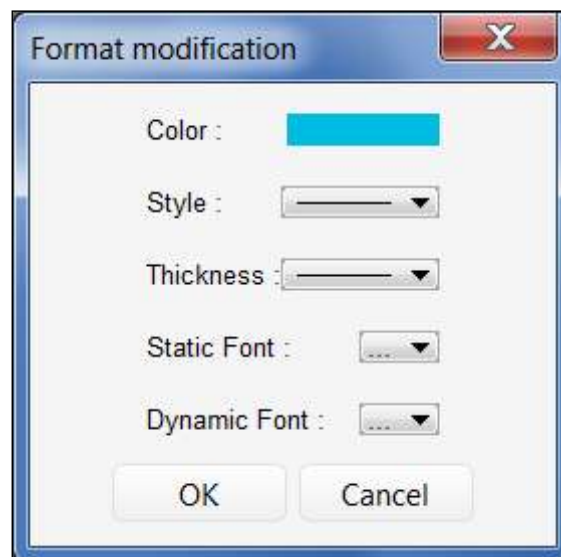 Format modification
Color :
Style :
Thickness :
Static Font :
...
Dynamic Font :
...
OK
Cancel